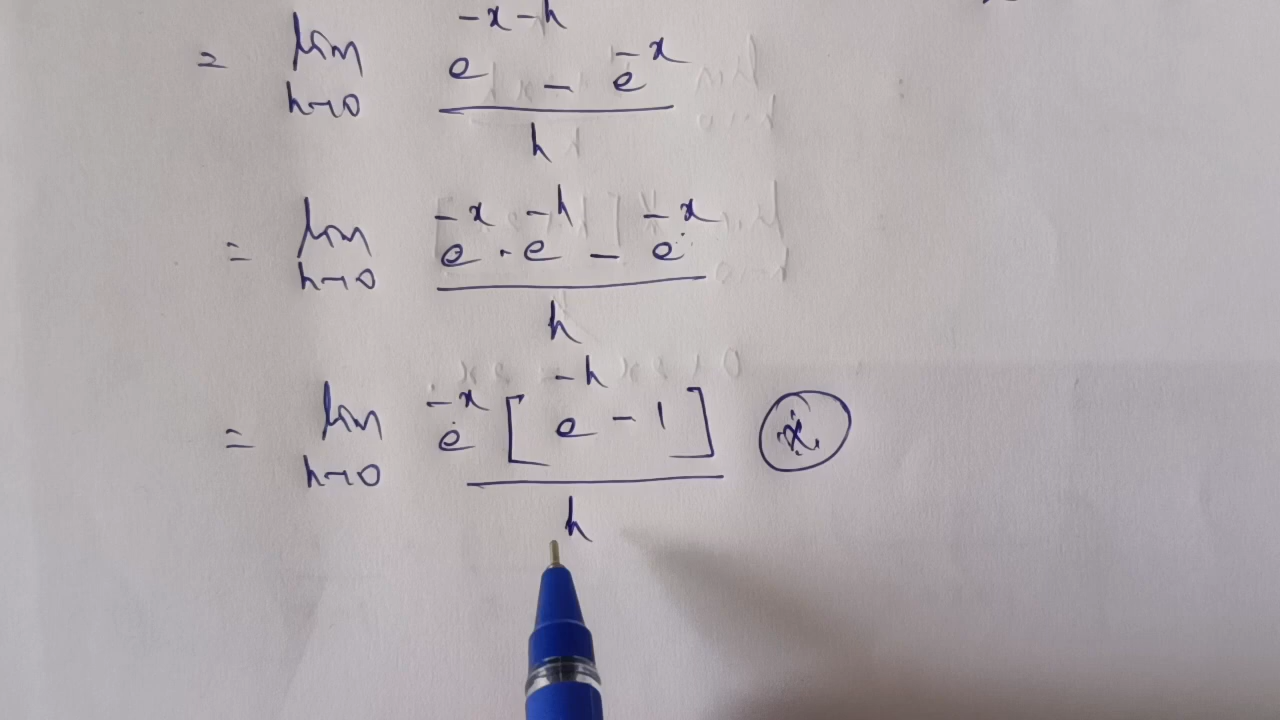 = lim h→0 (e^(-x-h) - e^(-x)) / h
= lim h→0 (e^(-x) · e^(-h) - e^(-x)) / h
= lim h→0 e^(-x) [e^(-h) - 1] / h (x)